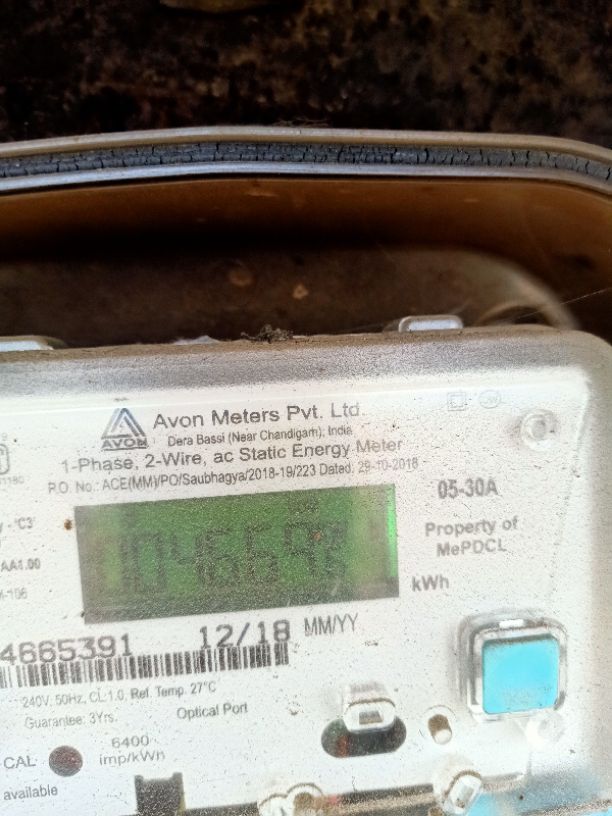 Avon Meters Pvt. Ltd.
AVON
Dera Bassi (Near Chandigarh), India
1-Phase, 2-Wire, ac Static Energy Meter
P.O. No.: ACE(MM)/PO/Saubhagya/2018-19/223 Dated: 29-10-2018
05-30A
Property of
MePDCL
AA1.00
kWh
4665391 12/18 MM/YY
240V, 50Hz, CL.1.0, Ref. Temp. 27°C
Guarantee: 3Yrs. Optical Port
CAL 6400
imp/kWh
available